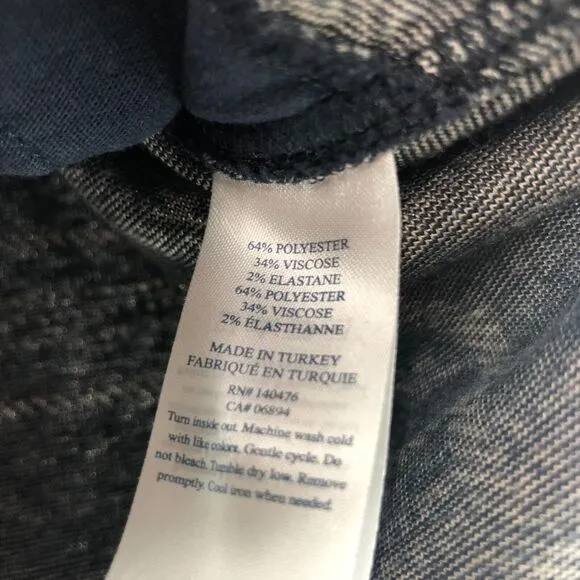 64% POLYESTER
34% VISCOSE
2% ELASTANE
64% POLYESTER
34% VISCOSE
2% ÉLASTHANNE
MADE IN TURKEY
FABRIQUÉ EN TURQUIE
RN# 140476
CA# 06894
Turn inside out. Machine wash cold
with like colors. Gentle cycle. Do
not bleach. Tumble dry low. Remove
promptly. Cool iron when needed.